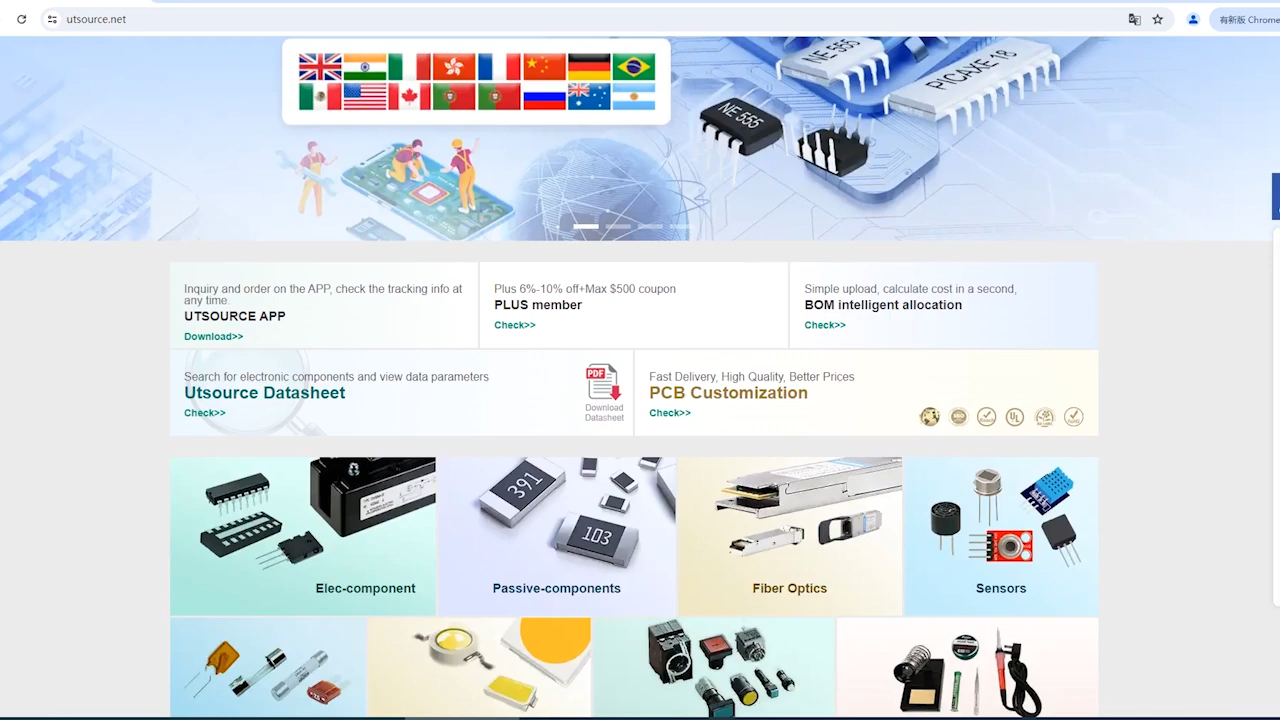 utsource.net
有新版 Chrome
NE 555
PICAXE-18
NE 555
Inquiry and order on the APP, check the tracking info at
any time.
UTSOURCE APP
Download>>
Plus 6%-10% off+Max $500 coupon
PLUS member
Check>>
Simple upload, calculate cost in a second,
BOM intelligent allocation
Check>>
Search for electronic components and view data parameters
Utsource Datasheet
Check>>
PDF
Download
Datasheet
Fast Delivery, High Quality, Better Prices
PCB Customization
Check>>
391
103
Elec-component
Passive-components
Fiber Optics
Sensors